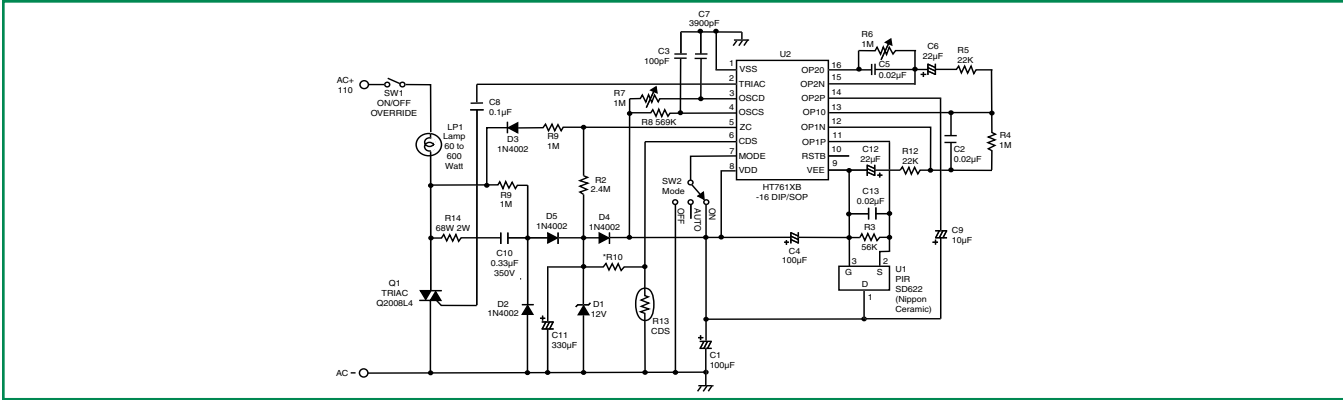 C7
3900pF
C3
100pF
U2
R6
1M
C5
0.02µF
C6
22µF
R5
22K
AC+
110
SW1
ON/OFF
OVERRIDE
C8
0.1µF
R7
1M
R8 569K
1 VSS
2 TRIAC
3 OSCD
4 OSCS
5 ZC
6 CDS
7 MODE
8 VDD
OP20 16
OP2N 15
OP2P 14
OP10 13
OP1N 12
OP1P 11
RSTB 10
VEE 9
HT761XB
-16 DIP/SOP
LP1
Lamp
60 to
600
Watt
D3
1N4002
R9
1M
R4
1M
C2
0.02µF
C12
22µF
R12
22K
R9
1M
R2
2.4M
SW2
Mode
OFF
AUTO
ON
C13
0.02µF
R14
68W 2W
D5
1N4002
D4
1N4002
R3
56K
C9
10µF
C10
0.33µF
350V
*R10
C4
100µF
3
2
G
S
D
1
U1
PIR
SD622
(Nippon
Ceramic)
Q1
TRIAC
Q2008L4
D2
1N4002
D1
12V
R13
CDS
C11
330µF
C1
100µF
AC -